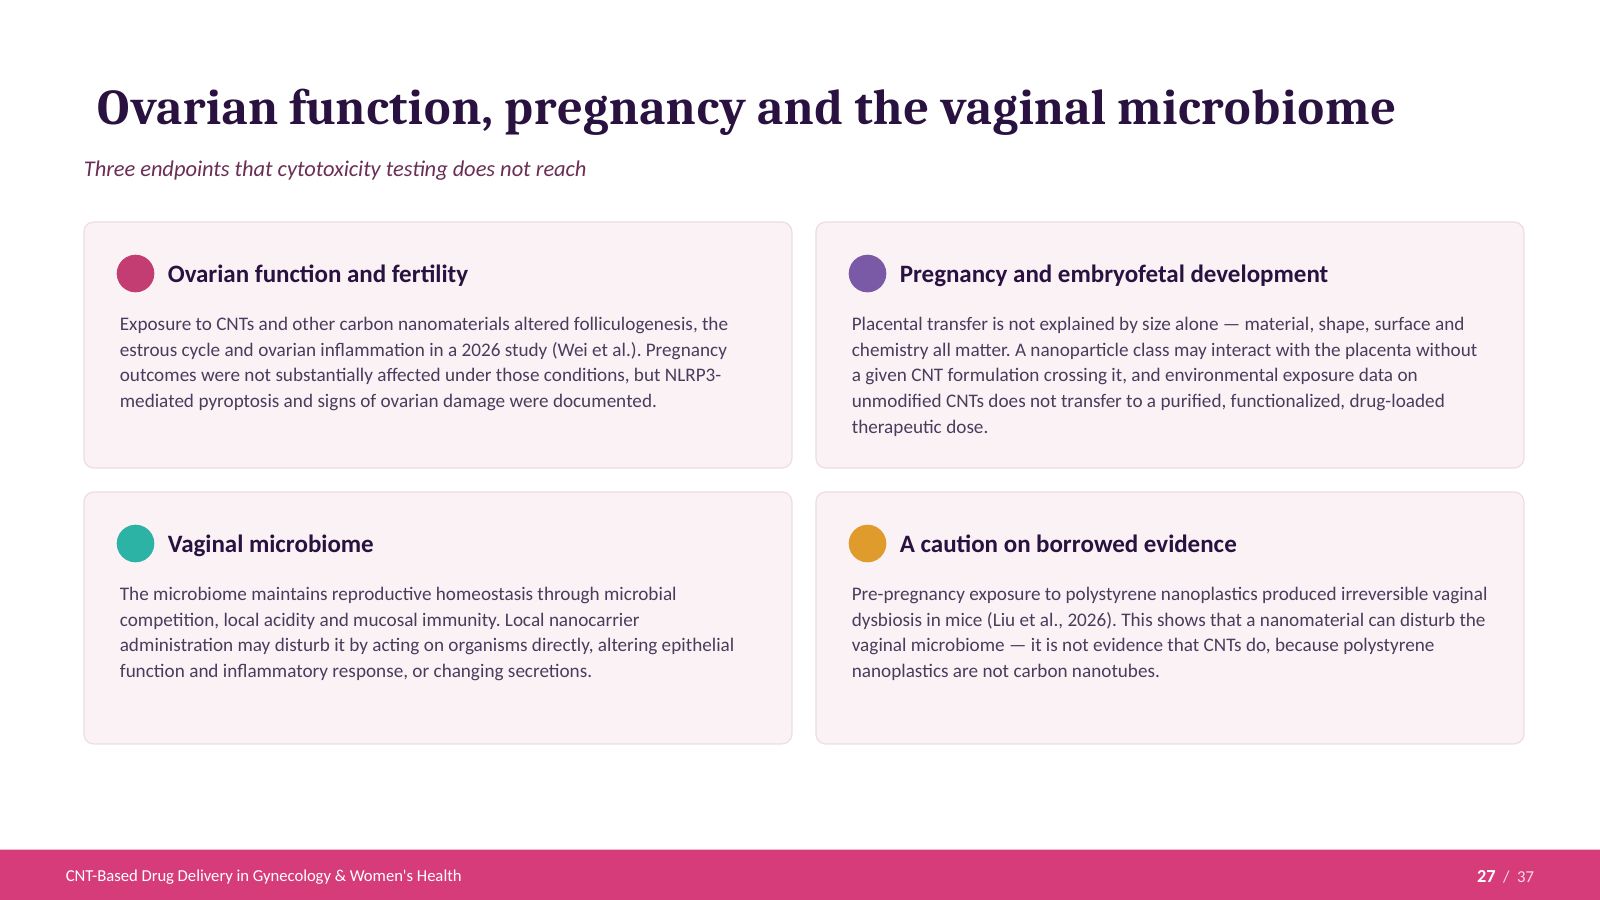 Ovarian function, pregnancy and the vaginal microbiome
Three endpoints that cytotoxicity testing does not reach
Ovarian function and fertility
Exposure to CNTs and other carbon nanomaterials altered folliculogenesis, the
estrous cycle and ovarian inflammation in a 2026 study (Wei et al.). Pregnancy
outcomes were not substantially affected under those conditions, but NLRP3-
mediated pyroptosis and signs of ovarian damage were documented.
Pregnancy and embryofetal development
Placental transfer is not explained by size alone — material, shape, surface and
chemistry all matter. A nanoparticle class may interact with the placenta without
a given CNT formulation crossing it, and environmental exposure data on
unmodified CNTs does not transfer to a purified, functionalized, drug-loaded
therapeutic dose.
Vaginal microbiome
The microbiome maintains reproductive homeostasis through microbial
competition, local acidity and mucosal immunity. Local nanocarrier
administration may disturb it by acting on organisms directly, altering epithelial
function and inflammatory response, or changing secretions.
A caution on borrowed evidence
Pre-pregnancy exposure to polystyrene nanoplastics produced irreversible vaginal
dysbiosis in mice (Liu et al., 2026). This shows that a nanomaterial can disturb the
vaginal microbiome — it is not evidence that CNTs do, because polystyrene
nanoplastics are not carbon nanotubes.
CNT-Based Drug Delivery in Gynecology & Women's Health
27 / 37